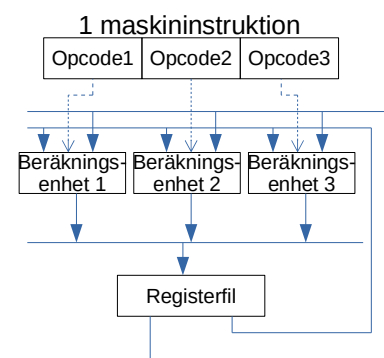 1 maskininstruktion
Opcode1 Opcode2 Opcode3
Beräknings- Beräknings- Beräknings-
enhet 1 enhet 2 enhet 3
Registerfil